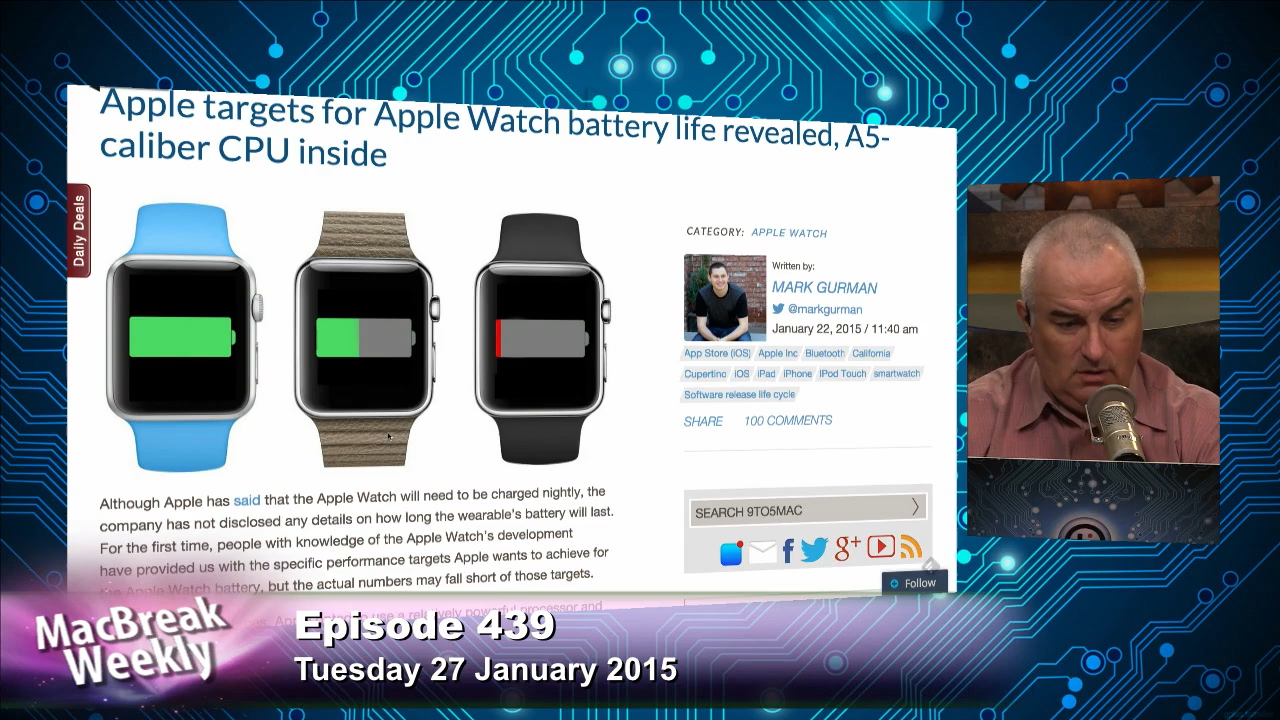 Apple targets for Apple Watch battery life revealed, A5-
caliber CPU inside
Daily Deals
CATEGORY: APPLE WATCH
Written by:
MARK GURMAN
@markgurman
January 22, 2015 / 11:40 am
App Store (iOS) Apple Inc Bluetooth California
Cupertino iOS iPad iPhone iPod Touch smartwatch
Software release life cycle
SHARE 100 COMMENTS
Although Apple has said that the Apple Watch will need to be charged nightly, the
company has not disclosed any details on how long the wearable's battery will last.
For the first time, people with knowledge of the Apple Watch's development
have provided us with the specific performance targets Apple wants to achieve for
the Apple Watch battery, but the actual numbers may fall short of those targets.
use a relatively powerful processor and
SEARCH 9TO5MAC
f g+
Follow
MacBreak
Weekly
Episode 439
Tuesday 27 January 2015